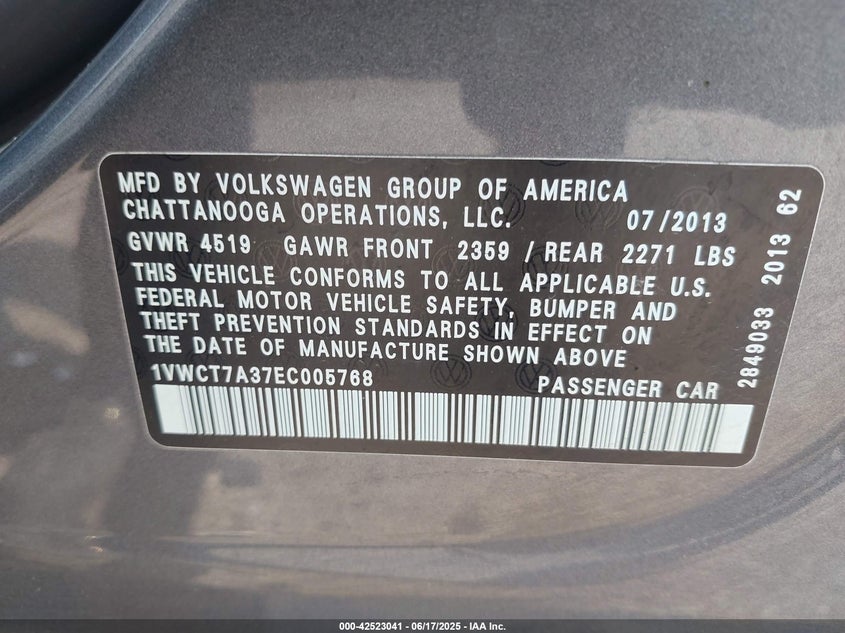 MFD BY VOLKSWAGEN GROUP OF AMERICA
CHATTANOOGA OPERATIONS, LLC. 07/2013
GVWR 4519 GAWR FRONT 2359 / REAR 2271 LBS
THIS VEHICLE CONFORMS TO ALL APPLICABLE U.S.
FEDERAL MOTOR VEHICLE SAFETY, BUMPER AND
THEFT PREVENTION STANDARDS IN EFFECT ON
THE DATE OF MANUFACTURE SHOWN ABOVE
1VWCT7A37EC005768 PASSENGER CAR
2849033 2013 62
000-42523041 - 06/17/2025 - IAA Inc.